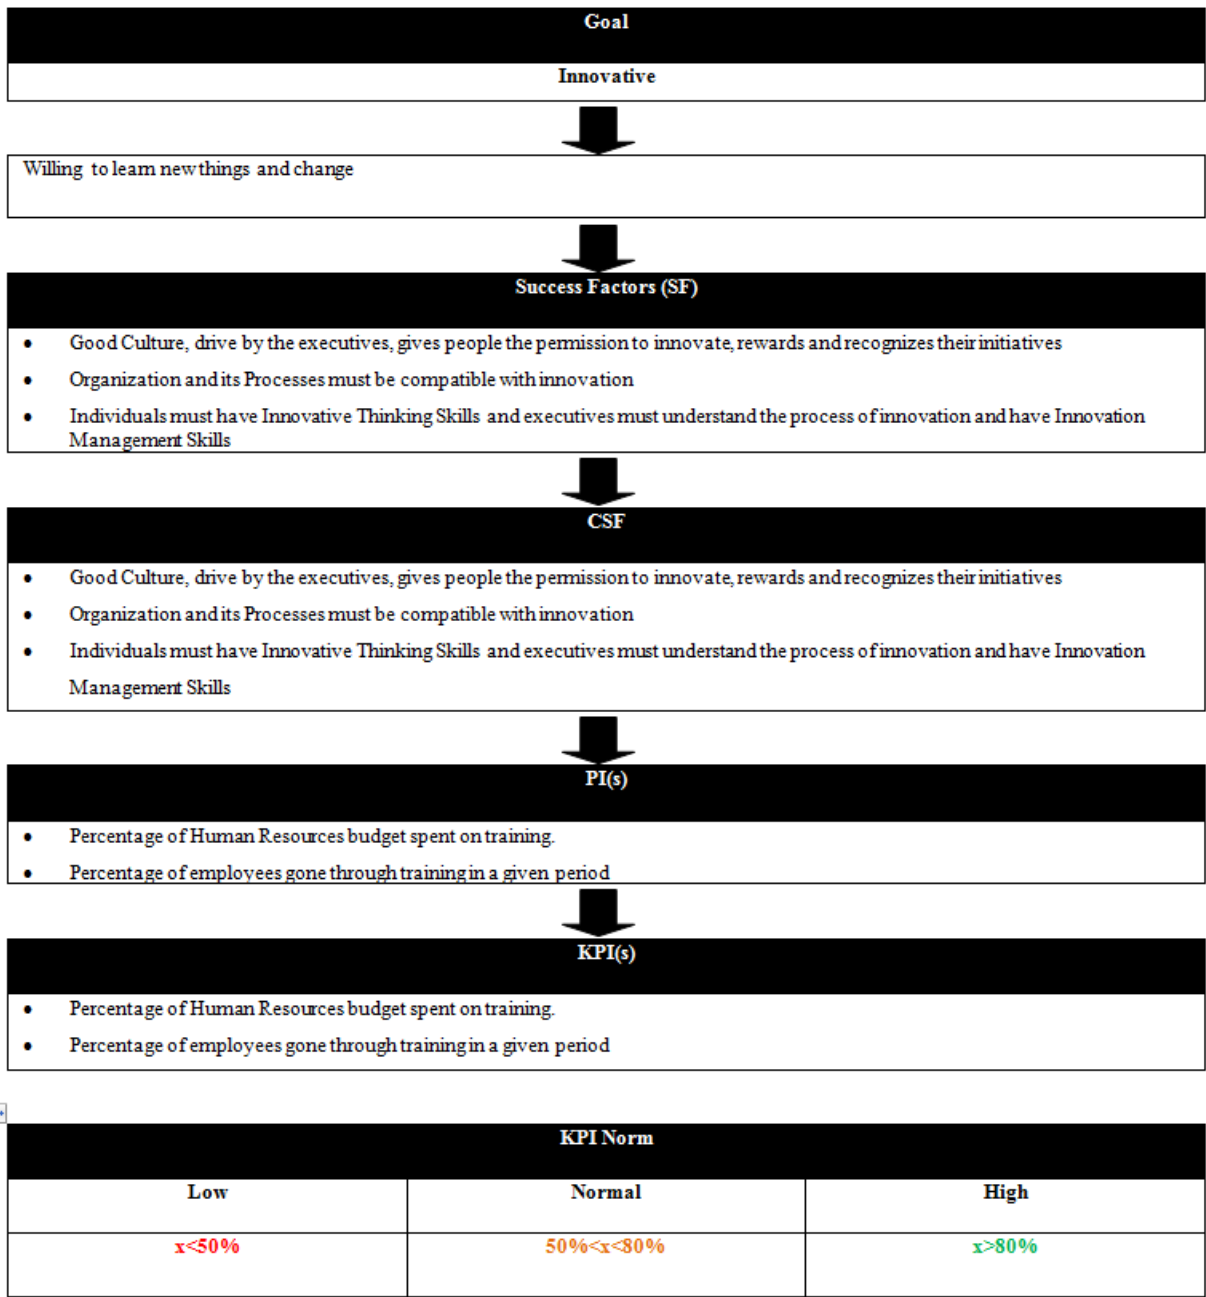 Goal
Innovative
Willing to learn new things and change
Success Factors (SF)
• Good Culture, drive by the executives, gives people the permission to innovate, rewards and recognizes their initiatives
• Organization and its Processes must be compatible with innovation
• Individuals must have Innovative Thinking Skills and executives must understand the process of innovation and have Innovation
Management Skills
CSF
• Good Culture, drive by the executives, gives people the permission to innovate, rewards and recognizes their initiatives
• Organization and its Processes must be compatible with innovation
• Individuals must have Innovative Thinking Skills and executives must understand the process of innovation and have Innovation
Management Skills
PI(s)
• Percentage of Human Resources budget spent on training.
• Percentage of employees gone through training in a given period
KPI(s)
• Percentage of Human Resources budget spent on training.
• Percentage of employees gone through training in a given period
KPI Norm
Low Normal High
x<50% 50%<x<80% x>80%